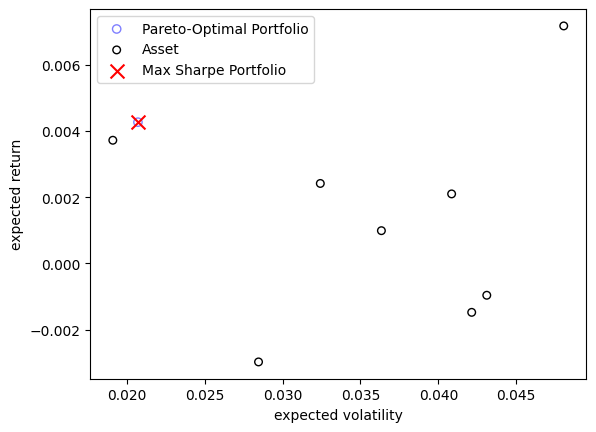 Pareto-Optimal Portfolio
Asset
Max Sharpe Portfolio
0.006
0.004
0.002
0.000
−0.002
expected return
0.020 0.025 0.030 0.035 0.040 0.045
expected volatility